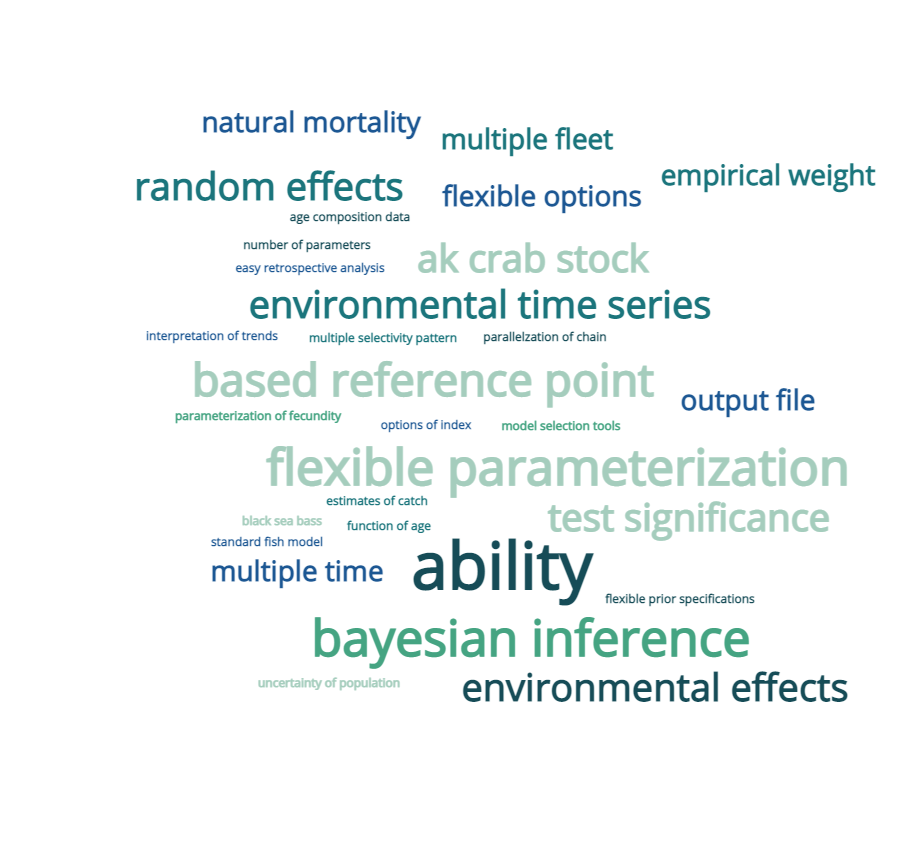 natural mortality
multiple fleet
empirical weight
random effects
flexible options
age composition data
number of parameters
ak crab stock
easy retrospective analysis
environmental time series
interpretation of trends
multiple selectivity pattern
parallelzation of chain
based reference point
output file
parameterization of fecundity
options of index
model selection tools
flexible parameterization
estimates of catch
test significance
black sea bass
function of age
standard fish model
ability
multiple time
flexible prior specifications
bayesian inference
uncertainty of population
environmental effects